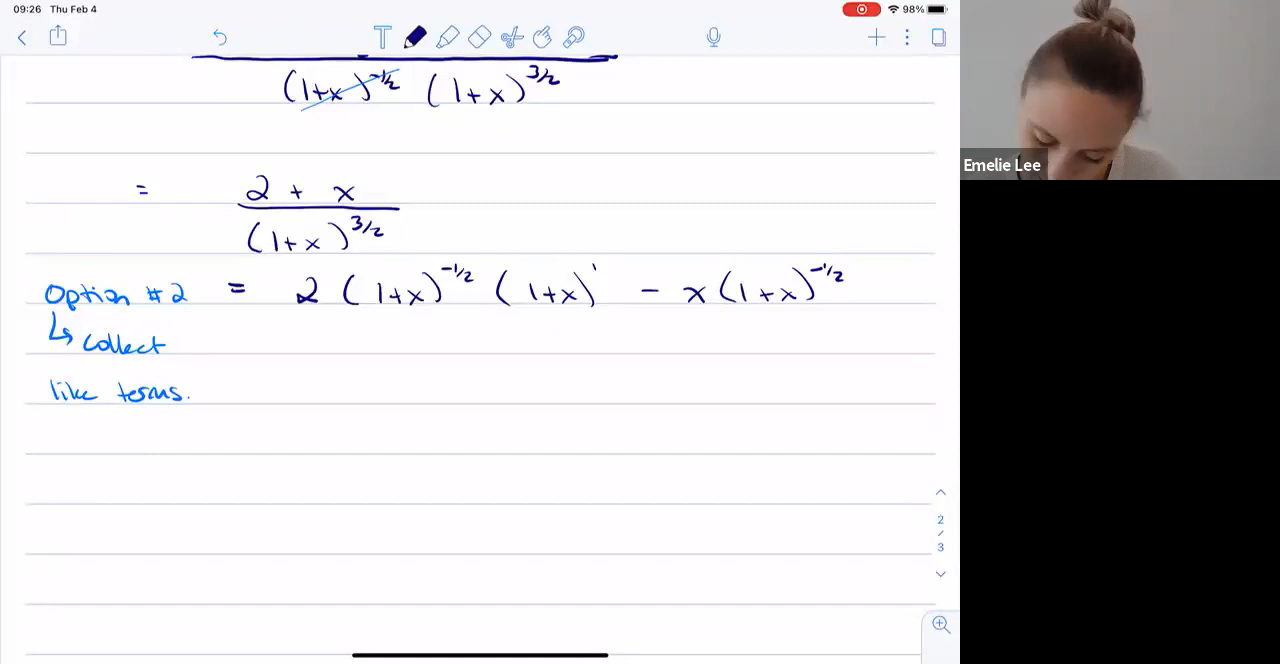 09:26 Thu Feb 4
98%
(1+x)^-1/2 (1+x)^3/2
Emelie Lee
= 2 + x
(1+x)^3/2
Option #2 = 2 (1+x)^-1/2 (1+x)^1 - x (1+x)^-1/2
↳ collect
like terms.
2
/
3